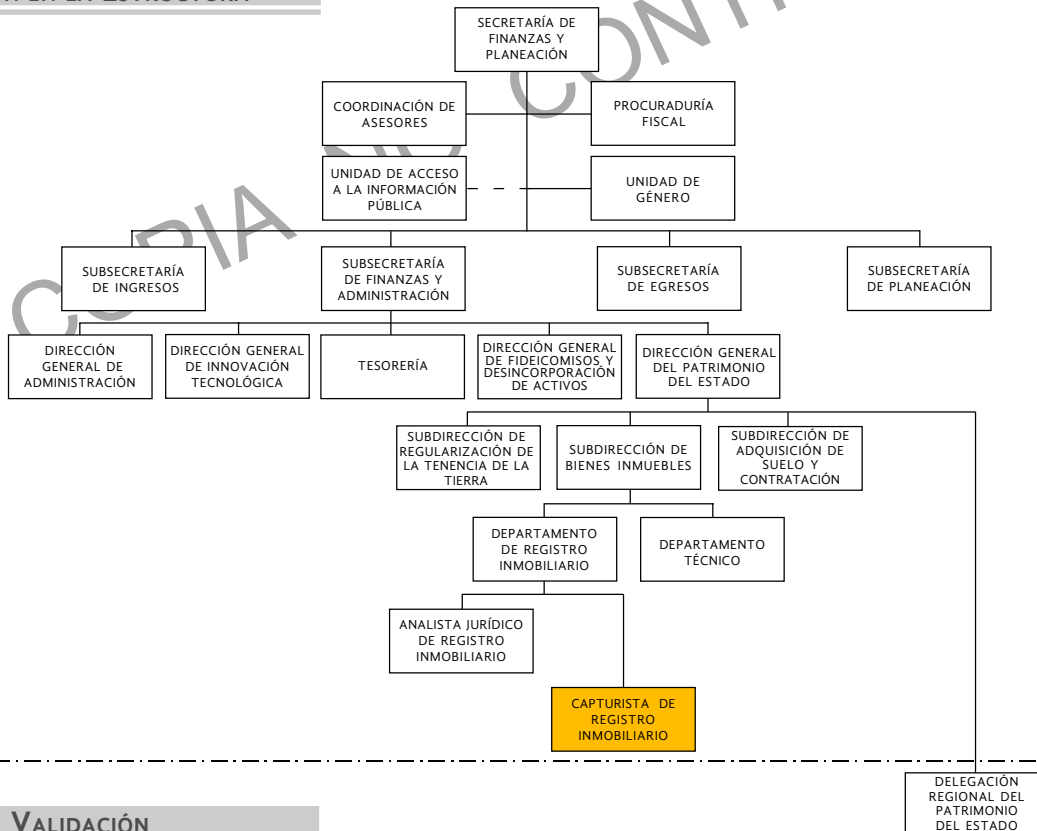 EN LA ESTRUCTURA
SECRETARÍA DE
FINANZAS Y
PLANEACIÓN
COORDINACIÓN DE
ASESORES
PROCURADURÍA
FISCAL
UNIDAD DE ACCESO
A LA INFORMACIÓN
PÚBLICA
UNIDAD DE
GÉNERO
SUBSECRETARÍA
DE INGRESOS
SUBSECRETARÍA
DE FINANZAS Y
ADMINISTRACIÓN
SUBSECRETARÍA
DE EGRESOS
SUBSECRETARÍA
DE PLANEACIÓN
DIRECCIÓN
GENERAL DE
ADMINISTRACIÓN
DIRECCIÓN GENERAL
DE INNOVACIÓN
TECNOLÓGICA
TESORERÍA
DIRECCIÓN GENERAL
DE FIDEICOMISOS Y
DESINCORPORACIÓN
DE ACTIVOS
DIRECCIÓN GENERAL
DEL PATRIMONIO
DEL ESTADO
SUBDIRECCIÓN DE
REGULARIZACIÓN DE
LA TENENCIA DE LA
TIERRA
SUBDIRECCIÓN DE
BIENES INMUEBLES
SUBDIRECCIÓN DE
ADQUISICIÓN DE
SUELO Y
CONTRATACIÓN
DEPARTAMENTO
DE REGISTRO
INMOBILIARIO
DEPARTAMENTO
TÉCNICO
ANALISTA JURÍDICO
DE REGISTRO
INMOBILIARIO
CAPTURISTA DE
REGISTRO
INMOBILIARIO
DELEGACIÓN
REGIONAL DEL
PATRIMONIO
DEL ESTADO
VALIDACIÓN
COPIA NO